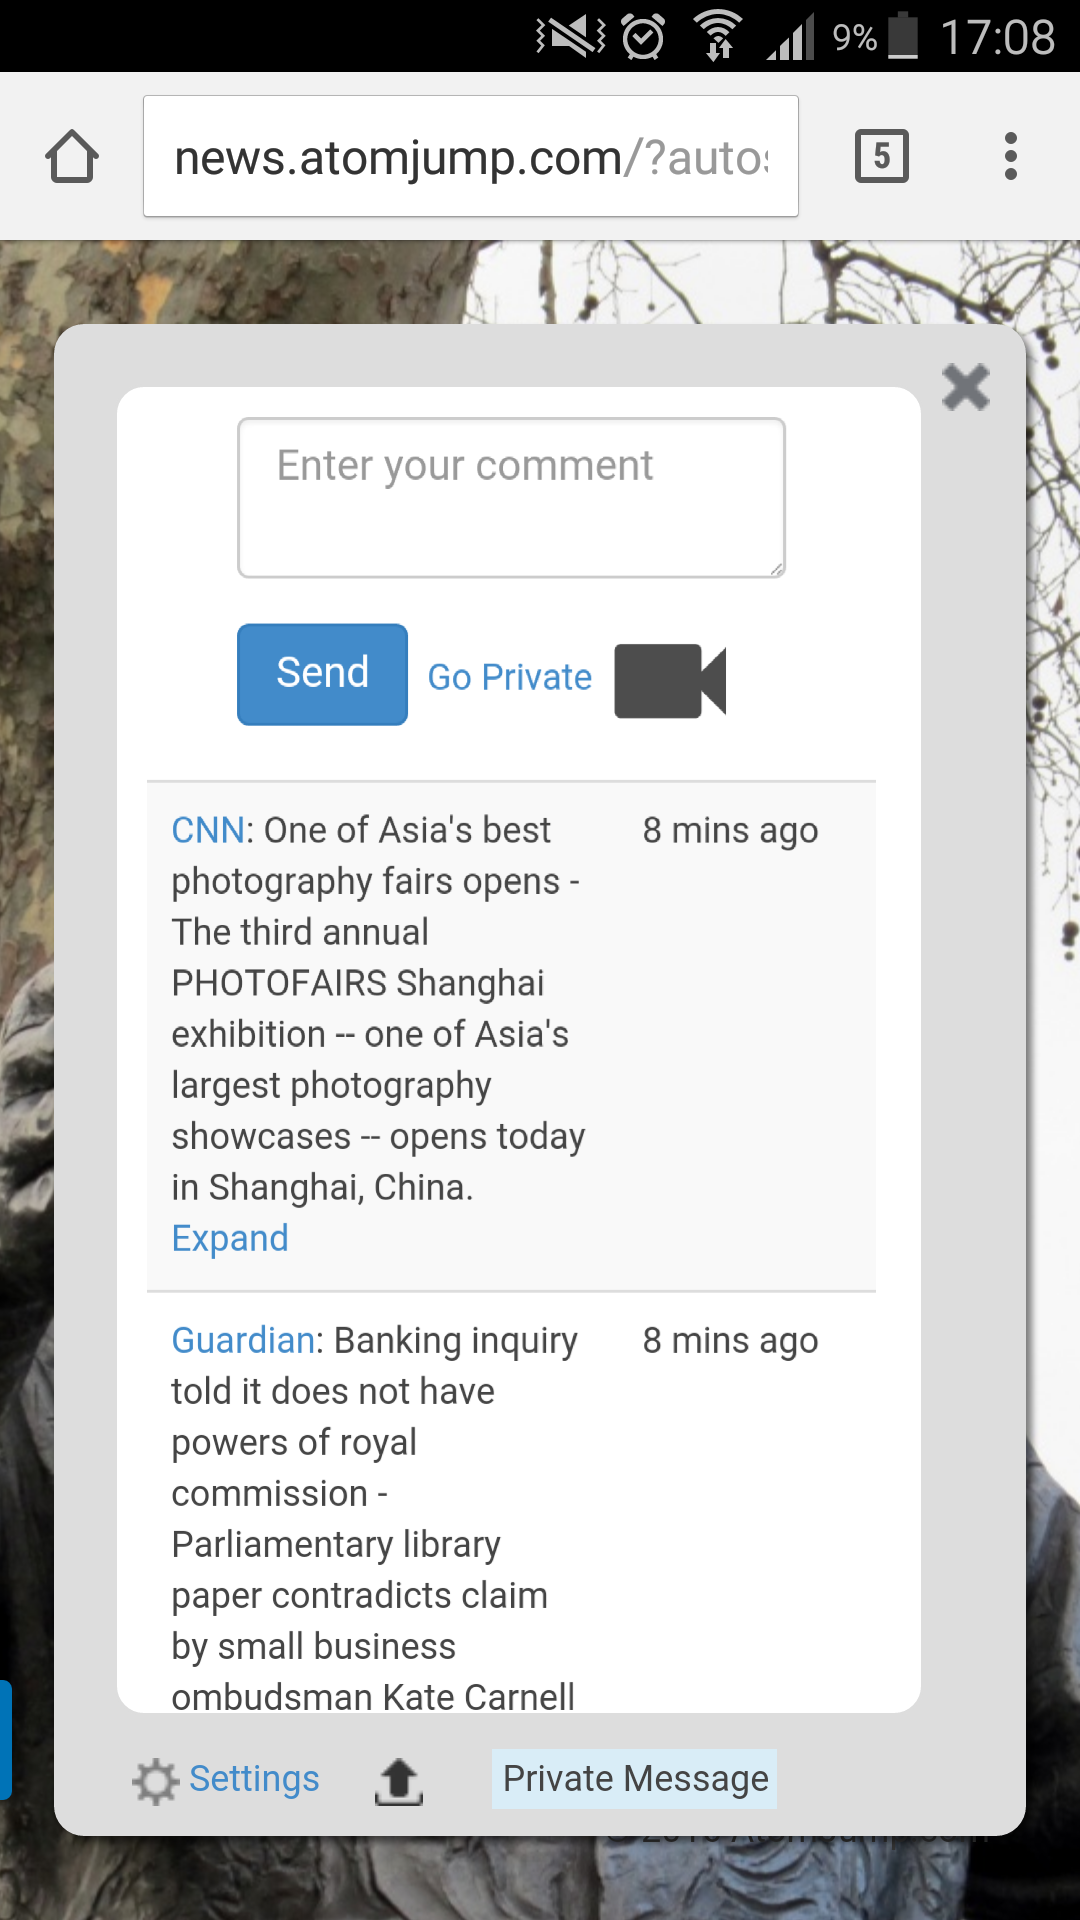 9% 17:08
news.atomjump.com/?auto
5
Enter your comment
Send Go Private
CNN: One of Asia's best 8 mins ago
photography fairs opens -
The third annual
PHOTOFAIRS Shanghai
exhibition -- one of Asia's
largest photography
showcases -- opens today
in Shanghai, China.
Expand
Guardian: Banking inquiry 8 mins ago
told it does not have
powers of royal
commission -
Parliamentary library
paper contradicts claim
by small business
ombudsman Kate Carnell
Settings Private Message